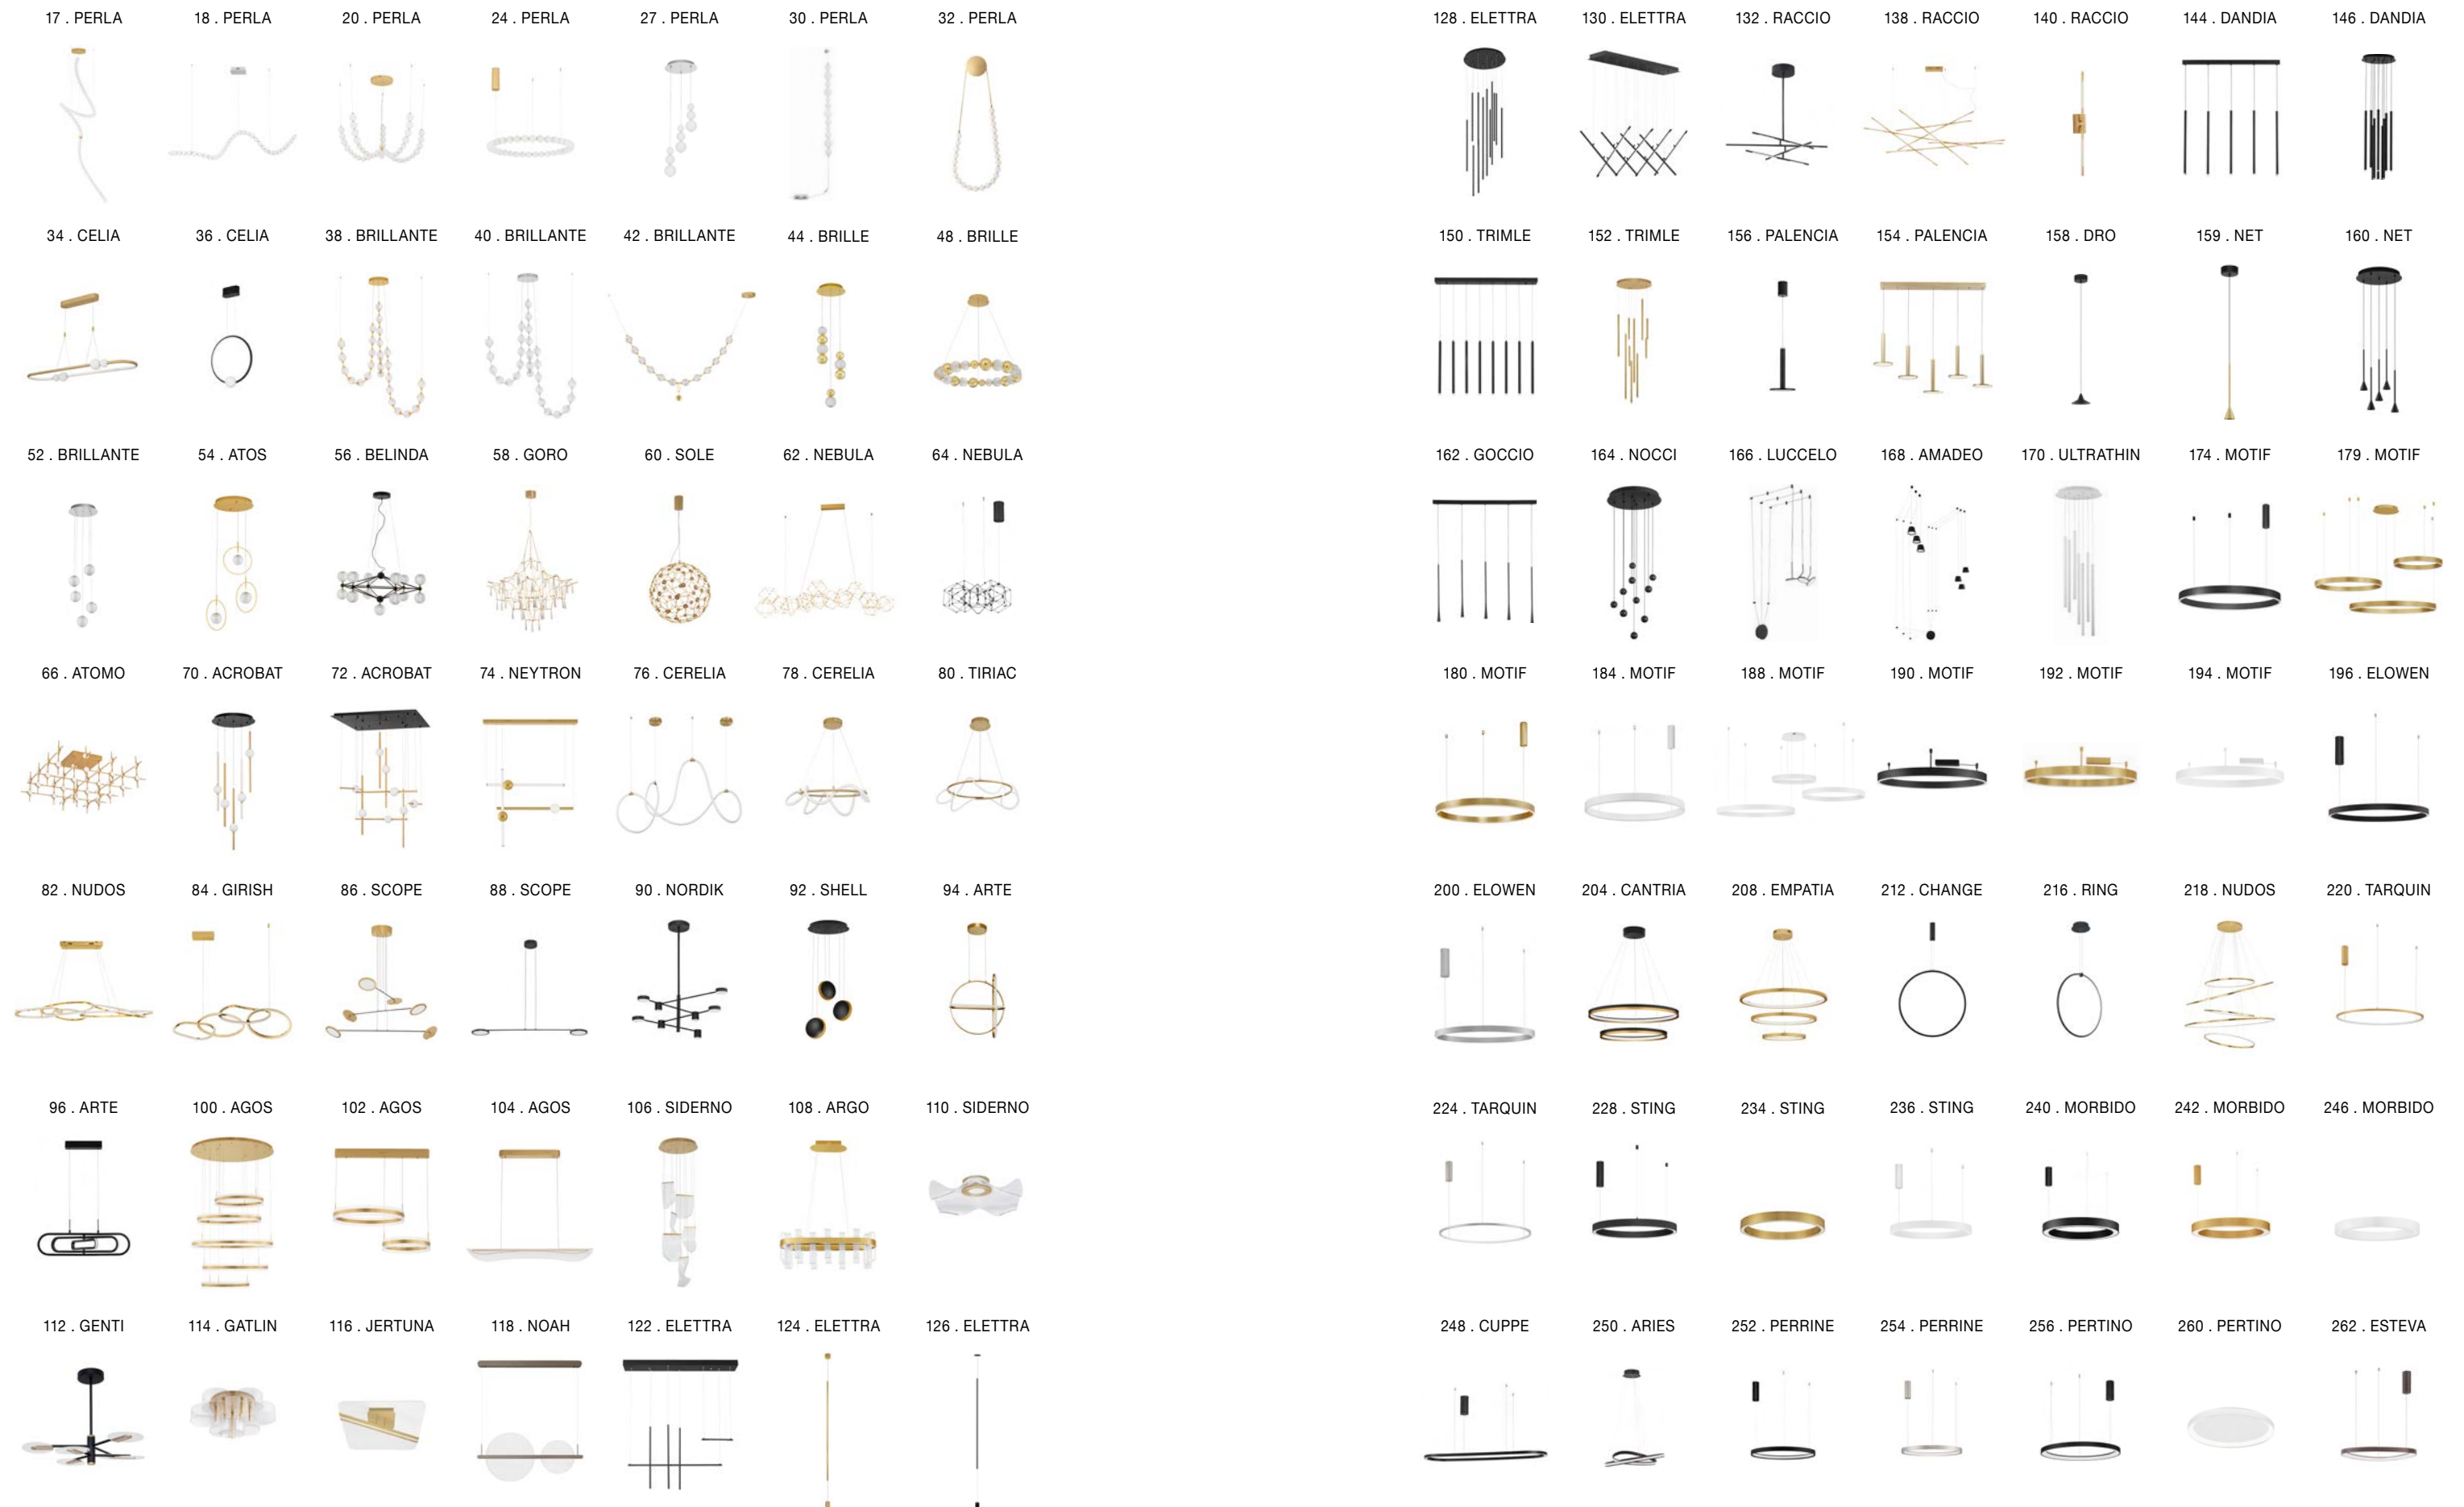 17 . PERLA
18 . PERLA
20 . PERLA
24 . PERLA
27 . PERLA
30 . PERLA
32 . PERLA
34 . CELIA
36 . CELIA
38 . BRILLANTE
40 . BRILLANTE
42 . BRILLANTE
44 . BRILLE
48 . BRILLE
52 . BRILLANTE
54 . ATOS
56 . BELINDA
58 . GORO
60 . SOLE
62 . NEBULA
64 . NEBULA
66 . ATOMO
70 . ACROBAT
72 . ACROBAT
74 . NEYTRON
76 . CERELIA
78 . CERELIA
80 . TIRIAC
82 . NUDOS
84 . GIRISH
86 . SCOPE
88 . SCOPE
90 . NORDIK
92 . SHELL
94 . ARTE
96 . ARTE
100 . AGOS
102 . AGOS
104 . AGOS
106 . SIDERNO
108 . ARGO
110 . SIDERNO
112 . GENTI
114 . GATLIN
116 . JERTUNA
118 . NOAH
122 . ELETTRA
124 . ELETTRA
126 . ELETTRA
128 . ELETTRA
130 . ELETTRA
132 . RACCIO
138 . RACCIO
140 . RACCIO
144 . DANDIA
146 . DANDIA
150 . TRIMLE
152 . TRIMLE
156 . PALENCIA
154 . PALENCIA
158 . DRO
159 . NET
160 . NET
162 . GOCCIO
164 . NOCCI
166 . LUCCELO
168 . AMADEO
170 . ULTRATHIN
174 . MOTIF
179 . MOTIF
180 . MOTIF
184 . MOTIF
188 . MOTIF
190 . MOTIF
192 . MOTIF
194 . MOTIF
196 . ELOWEN
200 . ELOWEN
204 . CANTRIA
208 . EMPATIA
212 . CHANGE
216 . RING
218 . NUDOS
220 . TARQUIN
224 . TARQUIN
228 . STING
234 . STING
236 . STING
240 . MORBIDO
242 . MORBIDO
246 . MORBIDO
248 . CUPPE
250 . ARIES
252 . PERRINE
254 . PERRINE
256 . PERTINO
260 . PERTINO
262 . ESTEVA